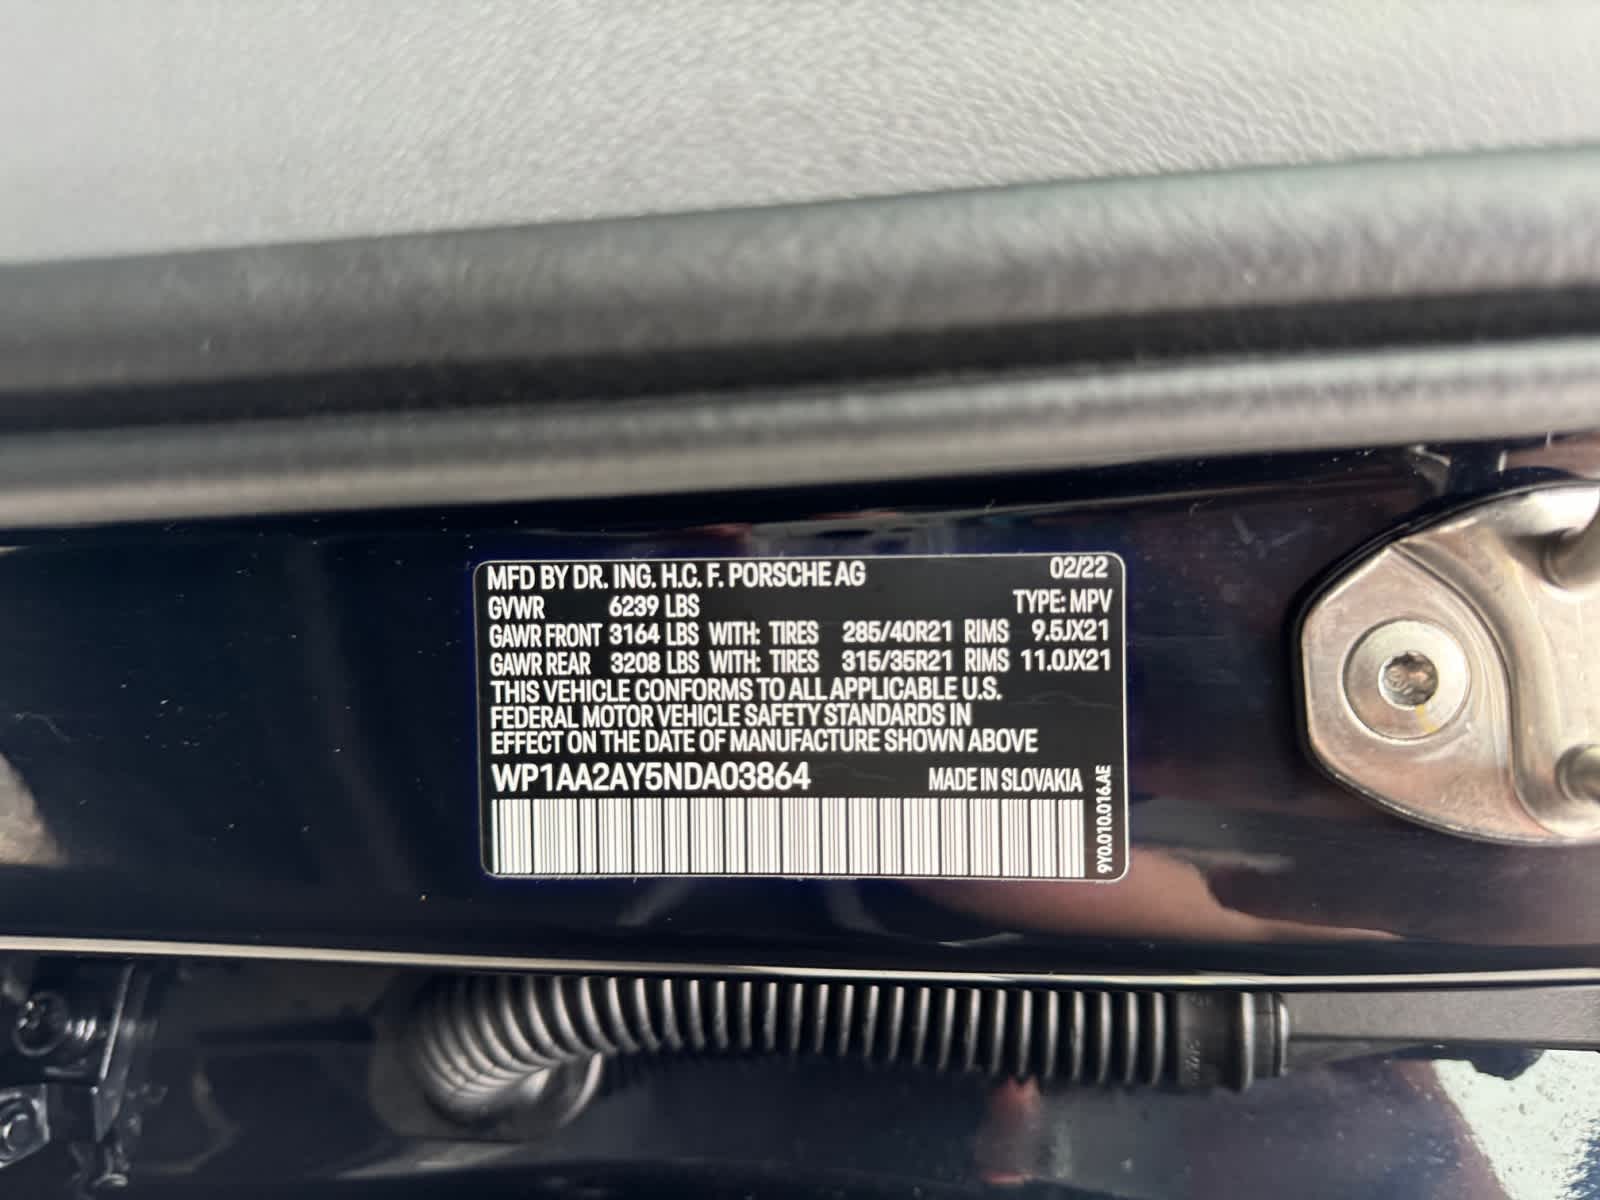 MFD BY DR. ING. H.C. F. PORSCHE AG 02/22
GVWR 6239 LBS TYPE: MPV
GAWR FRONT 3164 LBS WITH: TIRES 285/40R21 RIMS 9.5JX21
GAWR REAR 3208 LBS WITH: TIRES 315/35R21 RIMS 11.0JX21
THIS VEHICLE CONFORMS TO ALL APPLICABLE U.S.
FEDERAL MOTOR VEHICLE SAFETY STANDARDS IN
EFFECT ON THE DATE OF MANUFACTURE SHOWN ABOVE
WP1AA2AY5NDA03864 MADE IN SLOVAKIA
9Y0.010.016.AE